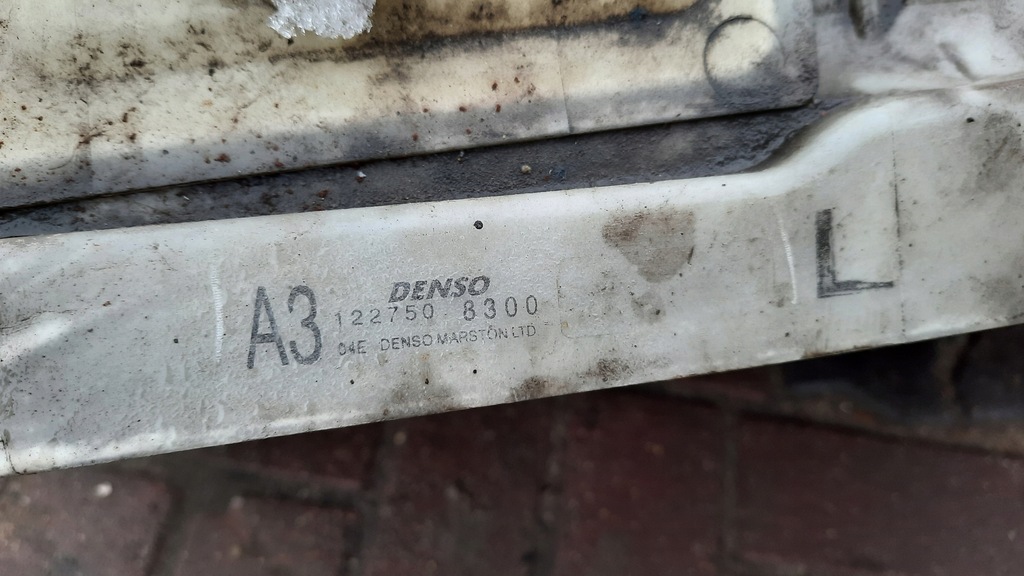 A3
DENSO
122750 8300
04E DENSO MARSTON LTD
L